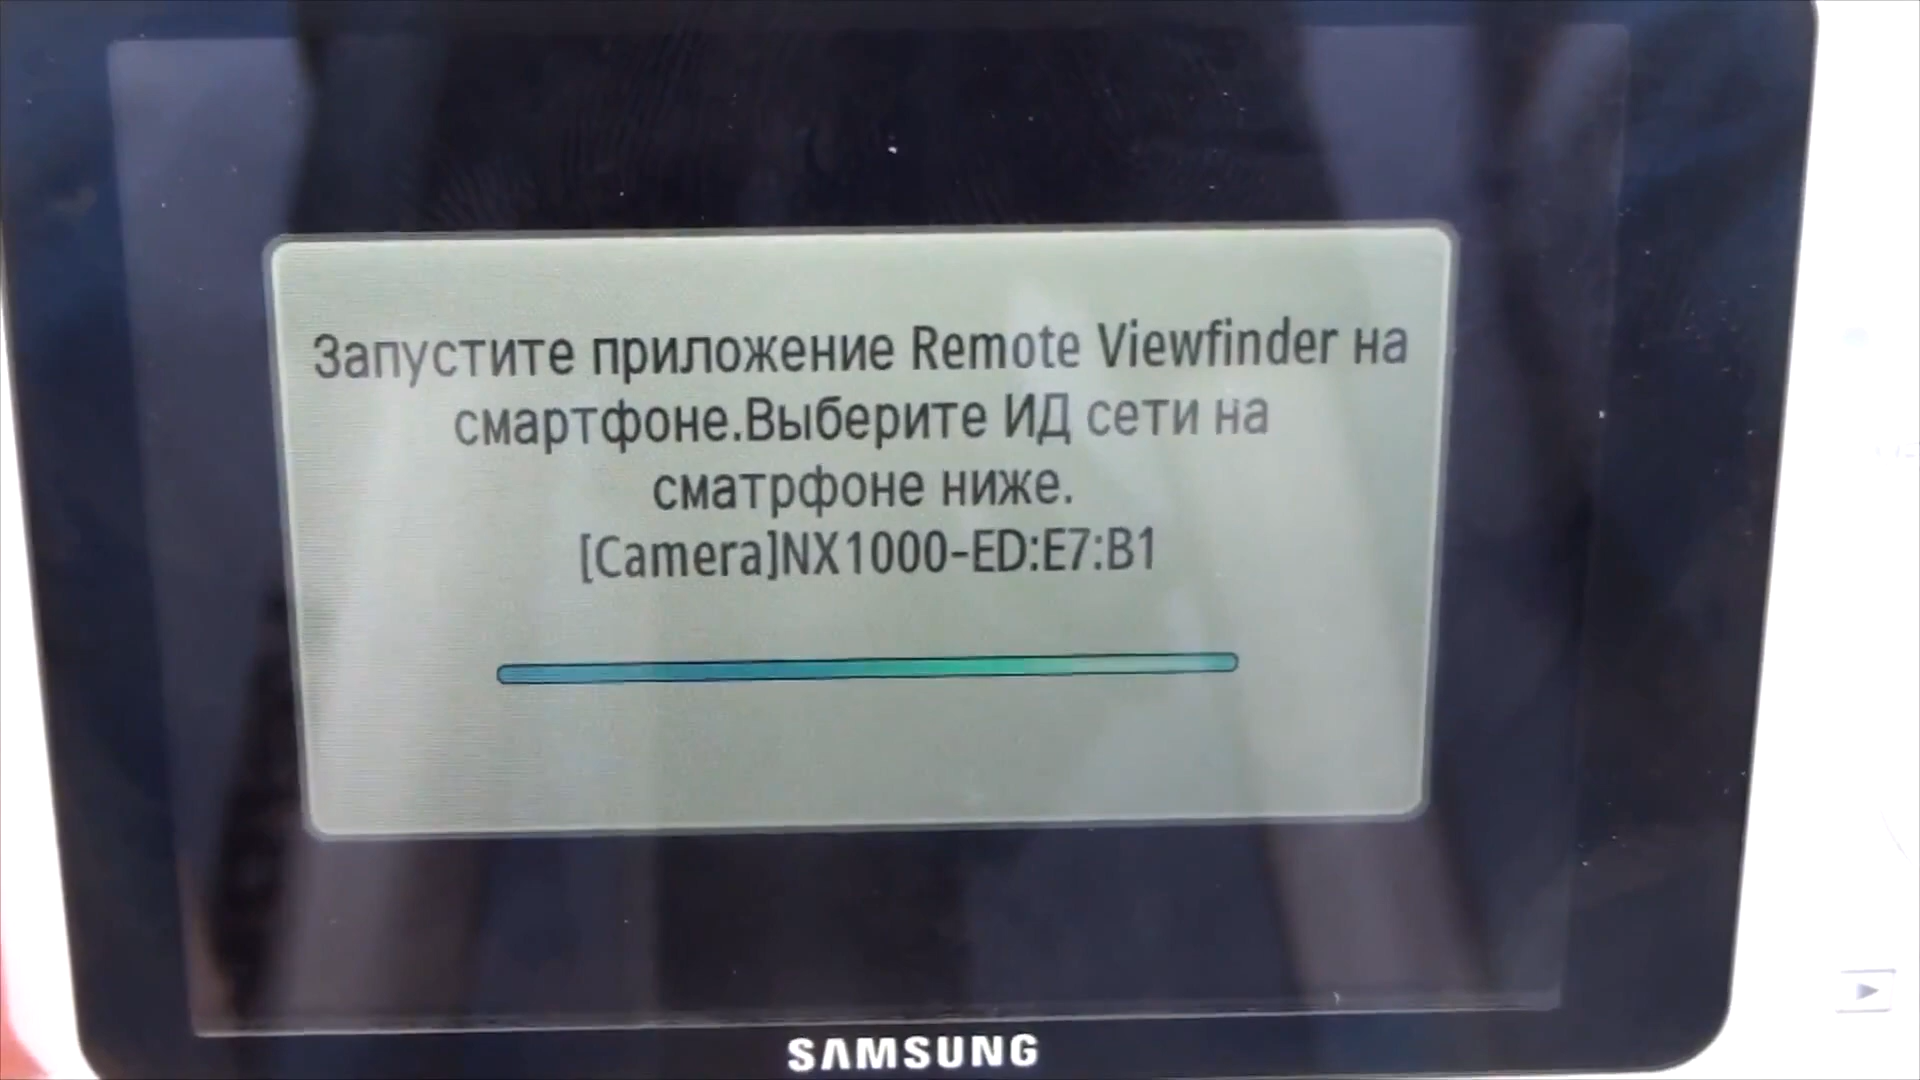 Запустите приложение Remote Viewfinder на
смартфоне.Выберите ИД сети на
сматрфоне ниже.
[Camera]NX1000-ED:E7:B1
SAMSUNG